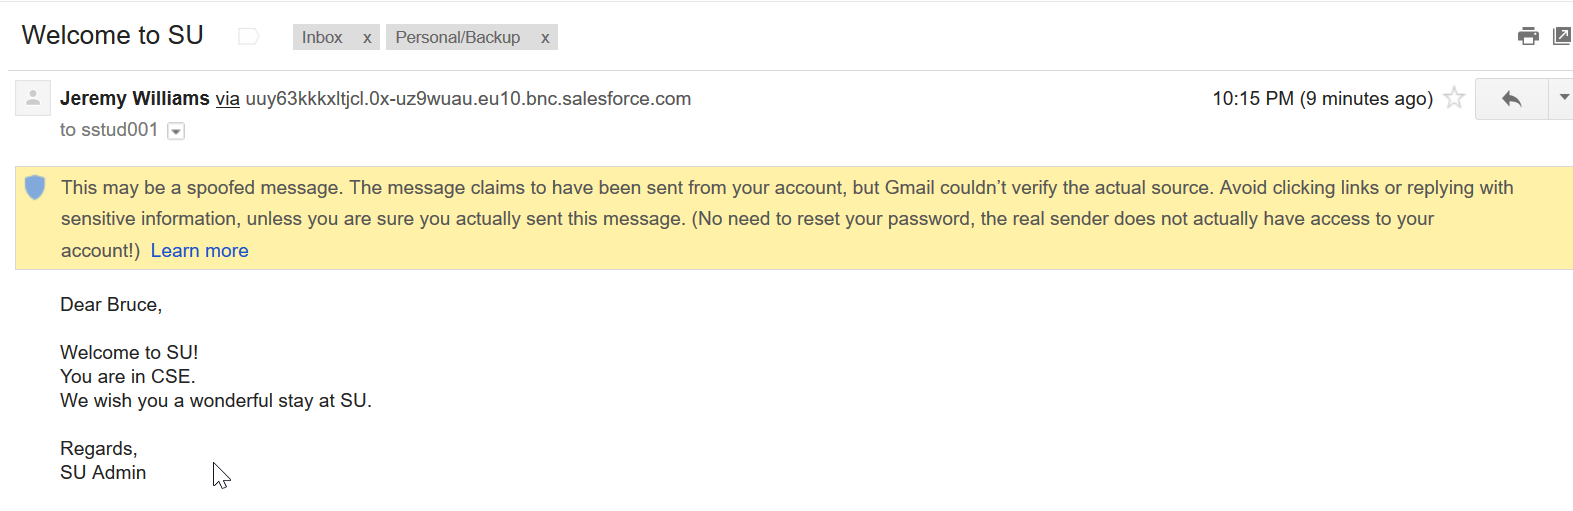 Welcome to SU
Inbox x Personal/Backup x
Jeremy Williams via uuy63kkkxltjcl.0x-uz9wuau.eu10.bnc.salesforce.com 10:15 PM (9 minutes ago)
to sstud001
This may be a spoofed message. The message claims to have been sent from your account, but Gmail couldn’t verify the actual source. Avoid clicking links or replying with
sensitive information, unless you are sure you actually sent this message. (No need to reset your password, the real sender does not actually have access to your
account!) Learn more
Dear Bruce,
Welcome to SU!
You are in CSE.
We wish you a wonderful stay at SU.
Regards,
SU Admin